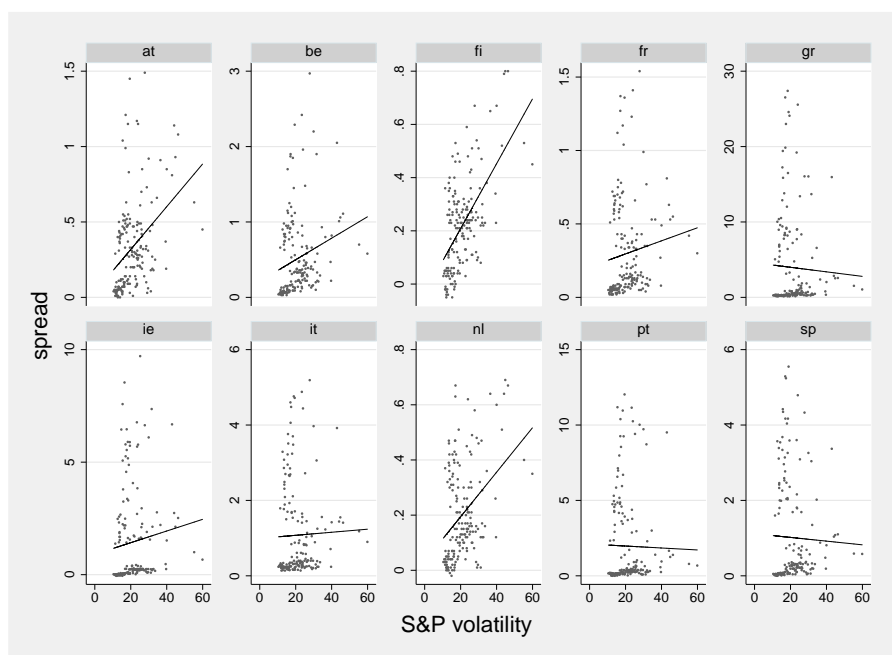 at be fi fr gr
0 .5 1 1.5
0 1 2 3
0 .2 .4 .6 .8
0 .5 1 1.5
0 10 20 30
spread
ie it nl pt sp
0 5 10
0 2 4 6
0 .2 .4 .6 .8
0 5 10 15
0 2 4 6
0 20 40 60 0 20 40 60 0 20 40 60 0 20 40 60 0 20 40 60
S&P volatility